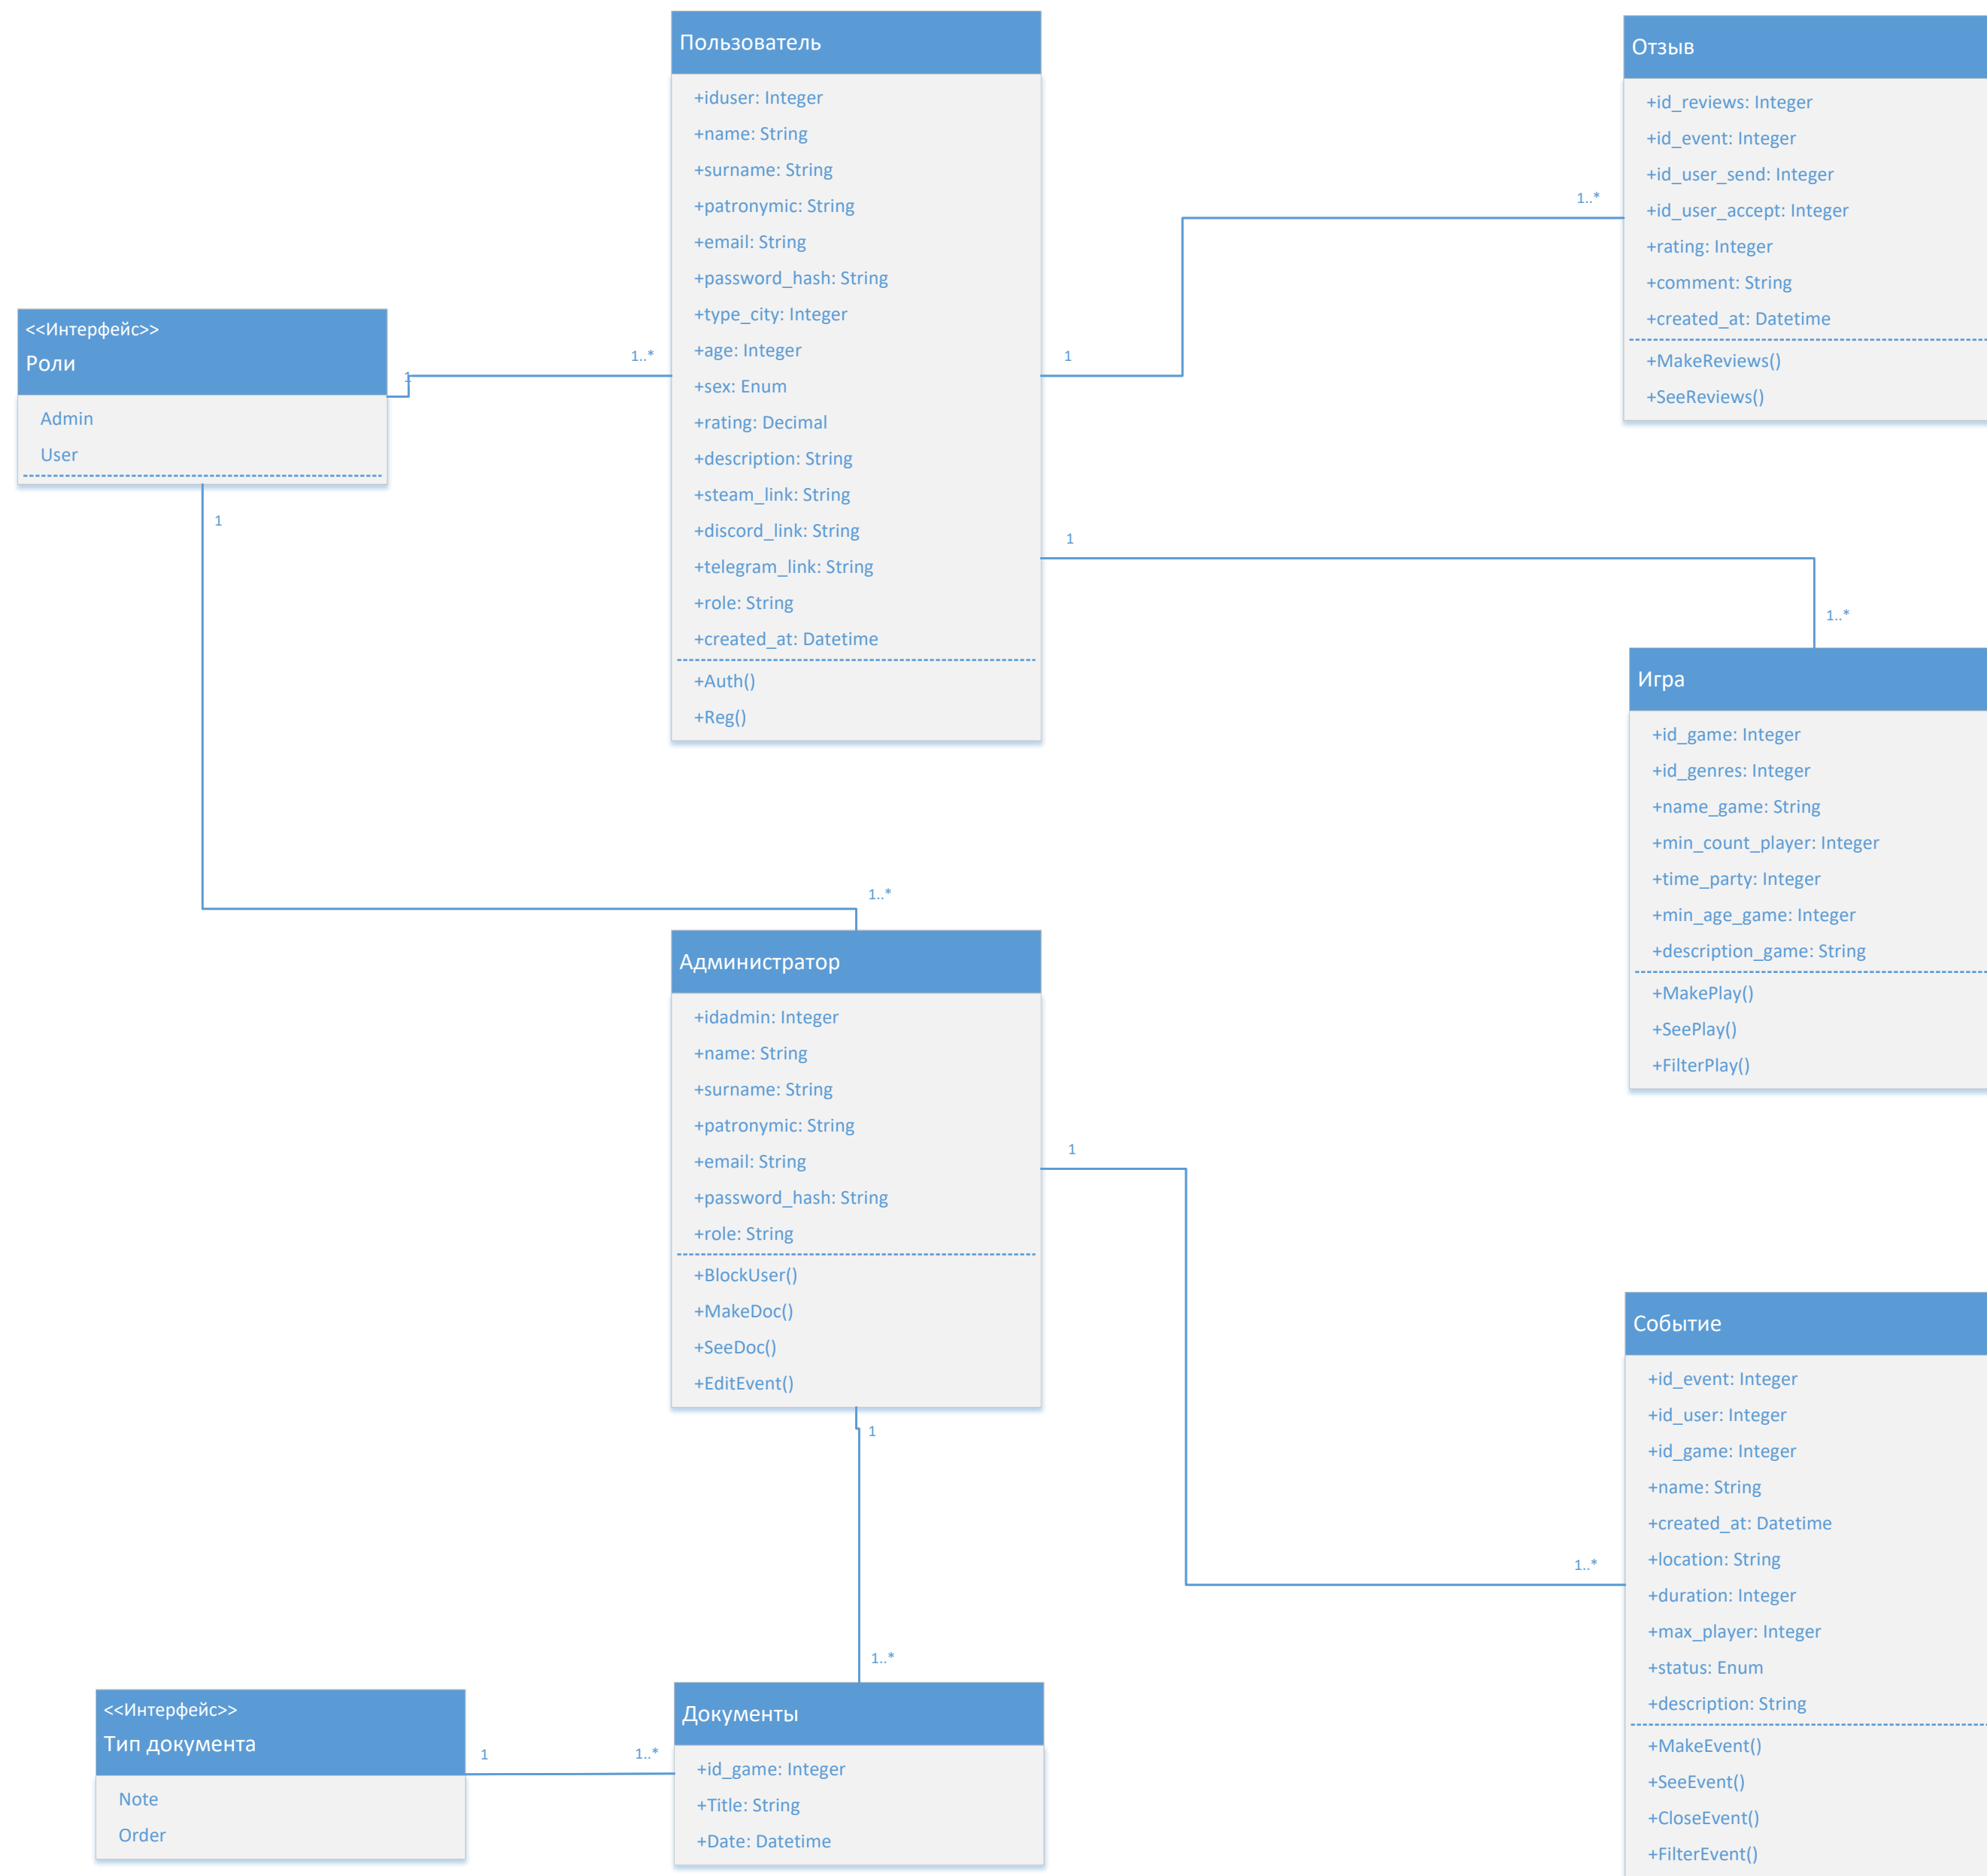 Пользователь
+iduser: Integer
+name: String
+surname: String
+patronymic: String
+email: String
+password_hash: String
+type_city: Integer
+age: Integer
+sex: Enum
+rating: Decimal
+description: String
+steam_link: String
+discord_link: String
+telegram_link: String
+role: String
+created_at: Datetime
+Auth()
+Reg()
Отзыв
+id_reviews: Integer
+id_event: Integer
+id_user_send: Integer
+id_user_accept: Integer
+rating: Integer
+comment: String
+created_at: Datetime
+MakeReviews()
+SeeReviews()
1..*
1
<<Интерфейс>>
Роли
Admin
User
1
1..*
1
1..*
1
1..*
Игра
+id_game: Integer
+id_genres: Integer
+name_game: String
+min_count_player: Integer
+time_party: Integer
+min_age_game: Integer
+description_game: String
+MakePlay()
+SeePlay()
+FilterPlay()
Администратор
+idadmin: Integer
+name: String
+surname: String
+patronymic: String
+email: String
+password_hash: String
+role: String
+BlockUser()
+MakeDoc()
+SeeDoc()
+EditEvent()
1
1..*
1
1..*
Событие
+id_event: Integer
+id_user: Integer
+id_game: Integer
+name: String
+created_at: Datetime
+location: String
+duration: Integer
+max_player: Integer
+status: Enum
+description: String
+MakeEvent()
+SeeEvent()
+CloseEvent()
+FilterEvent()
<<Интерфейс>>
Тип документа
Note
Order
1
1..*
Документы
+id_game: Integer
+Title: String
+Date: Datetime